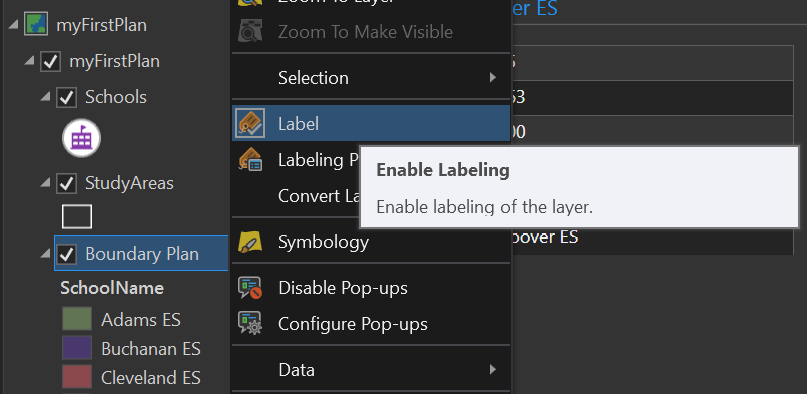 myFirstPlan
myFirstPlan
Schools
StudyAreas
Boundary Plan
SchoolName
Adams ES
Buchanan ES
Cleveland ES
Zoom To Layer
Zoom To Make Visible
Selection
Label
Labeling P
Convert La
Symbology
Disable Pop-ups
Configure Pop-ups
Data
Enable Labeling
Enable labeling of the layer.
er ES
53
00
oover ES